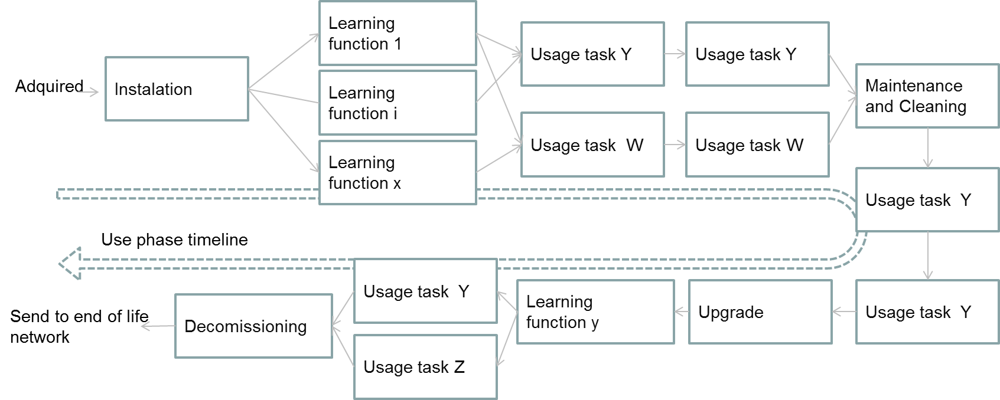 Adquired
Instalation
Learning
function 1
Learning
function i
Learning
function x
Usage task Y
Usage task Y
Usage task  W
Usage task W
Maintenance
and Cleaning
Usage task  Y
Use phase timeline
Usage task  Y
Upgrade
Learning
function y
Usage task  Y
Usage task Z
Decomissioning
Send to end of life
network